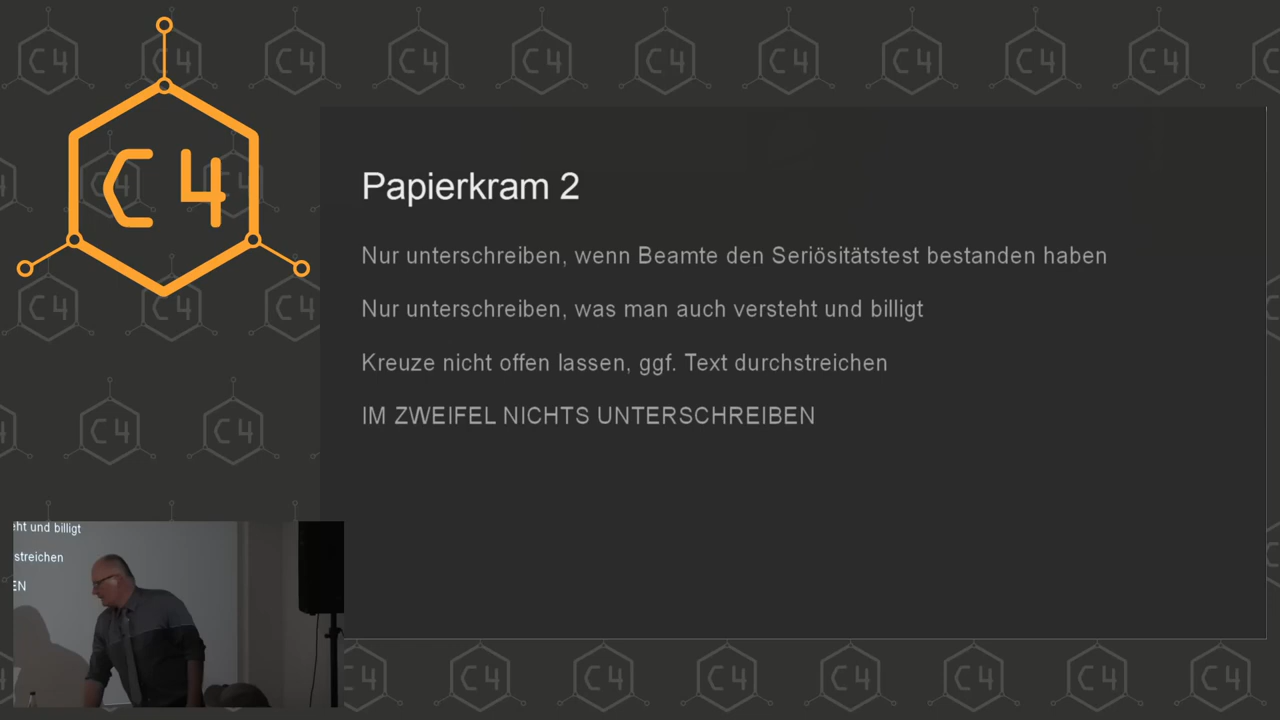 C4
Papierkram 2
Nur unterschreiben, wenn Beamte den Seriösitätstest bestanden haben
Nur unterschreiben, was man auch versteht und billigt
Kreuze nicht offen lassen, ggf. Text durchstreichen
IM ZWEIFEL NICHTS UNTERSCHREIBEN
eht und billigt
streichen
EN